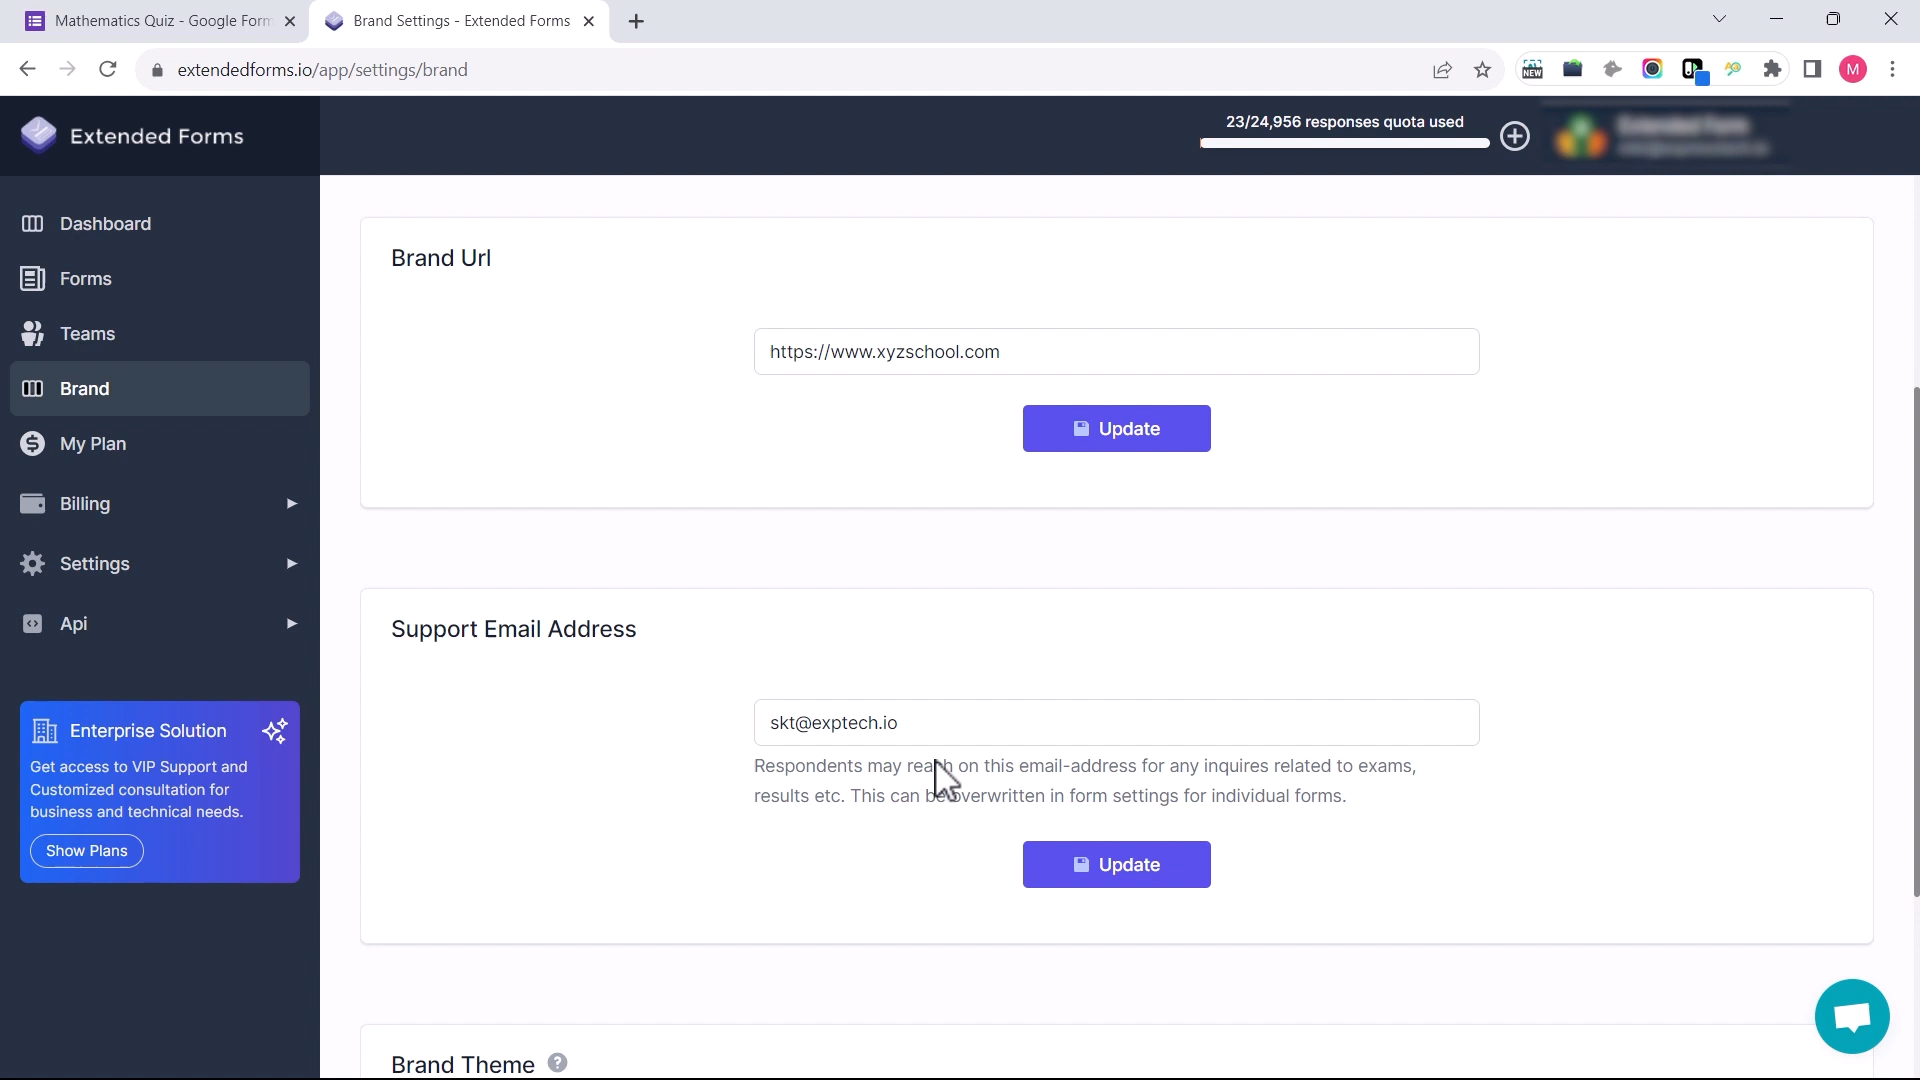 Mathematics Quiz - Google Form
Brand Settings - Extended Forms
extendedforms.io/app/settings/brand
NEW
M
Extended Forms
23/24,956 responses quota used
Dashboard
Forms
Teams
Brand
My Plan
Billing
Settings
Api
Enterprise Solution
Get access to VIP Support and
Customized consultation for
business and technical needs.
Show Plans
Brand Url
https://www.xyzschool.com
Update
Support Email Address
skt@exptech.io
Respondents may reach on this email-address for any inquires related to exams,
results etc. This can be overwritten in form settings for individual forms.
Update
Brand Theme ?